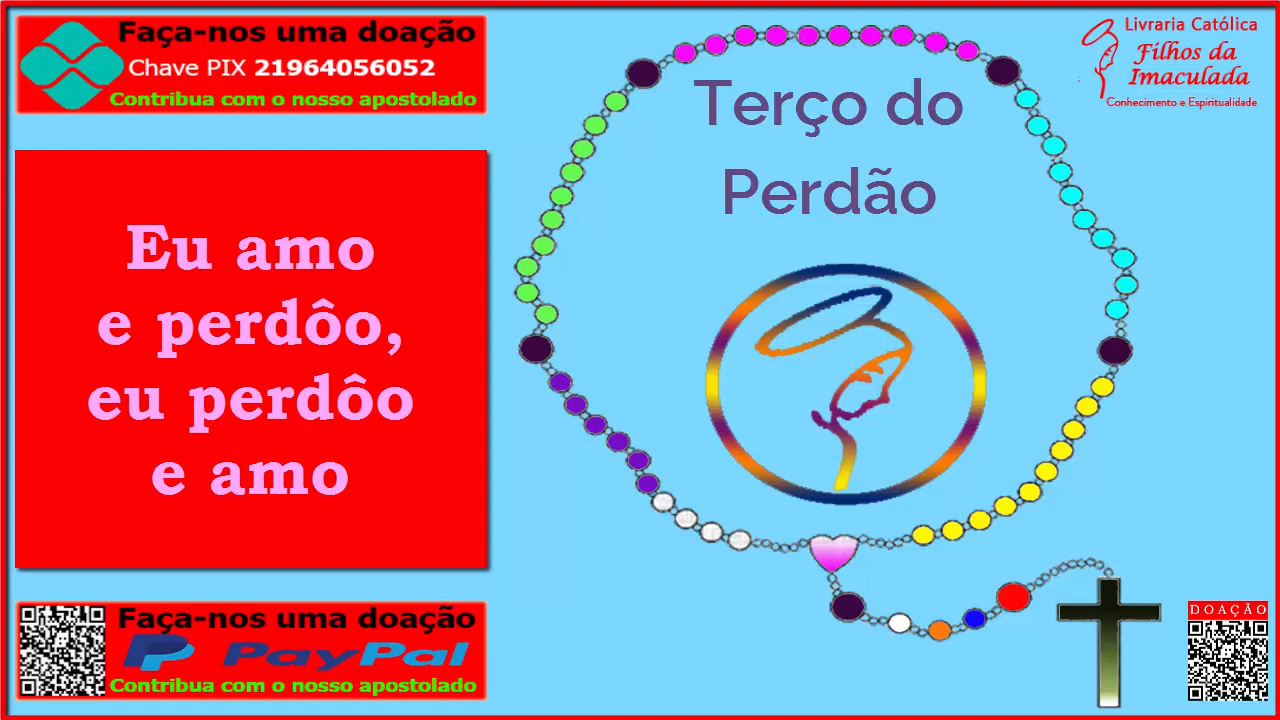 Faça-nos uma doação
Chave PIX 21964056052
Contribua com o nosso apostolado
Livraria Católica
Filhos da
Imaculada
Conhecimento e Espiritualidade
Terço do
Perdão
Eu amo
e perdôo,
eu perdôo
e amo
Faça-nos uma doação
PayPal
Contribua com o nosso apostolado
DOAÇÃO